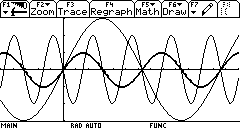 F1 F2 F3 F4 F5 F6 F7
Zoom Trace Regraph Math Draw
MAIN RAD AUTO FUNC